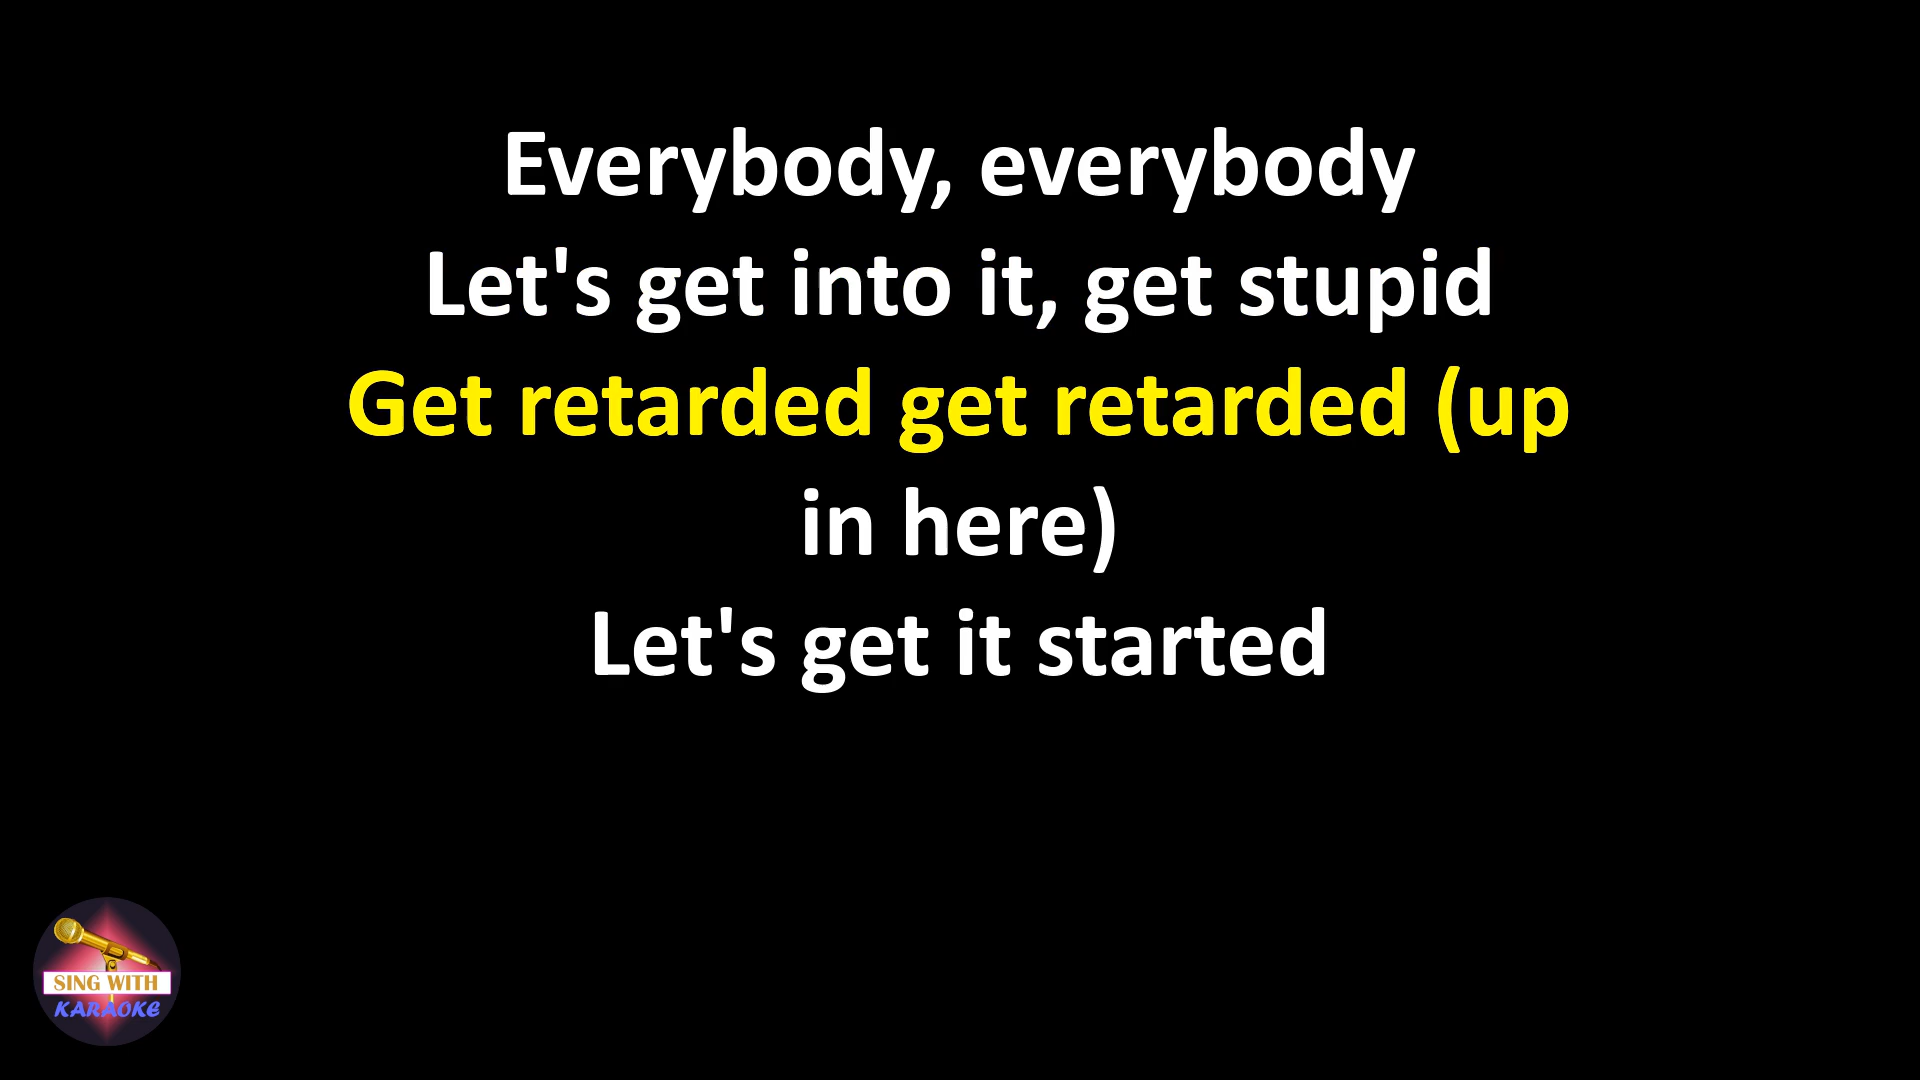 Everybody, everybody
Let's get into it, get stupid
Get retarded get retarded (up
in here)
Let's get it started
SING WITH
KARAOKE